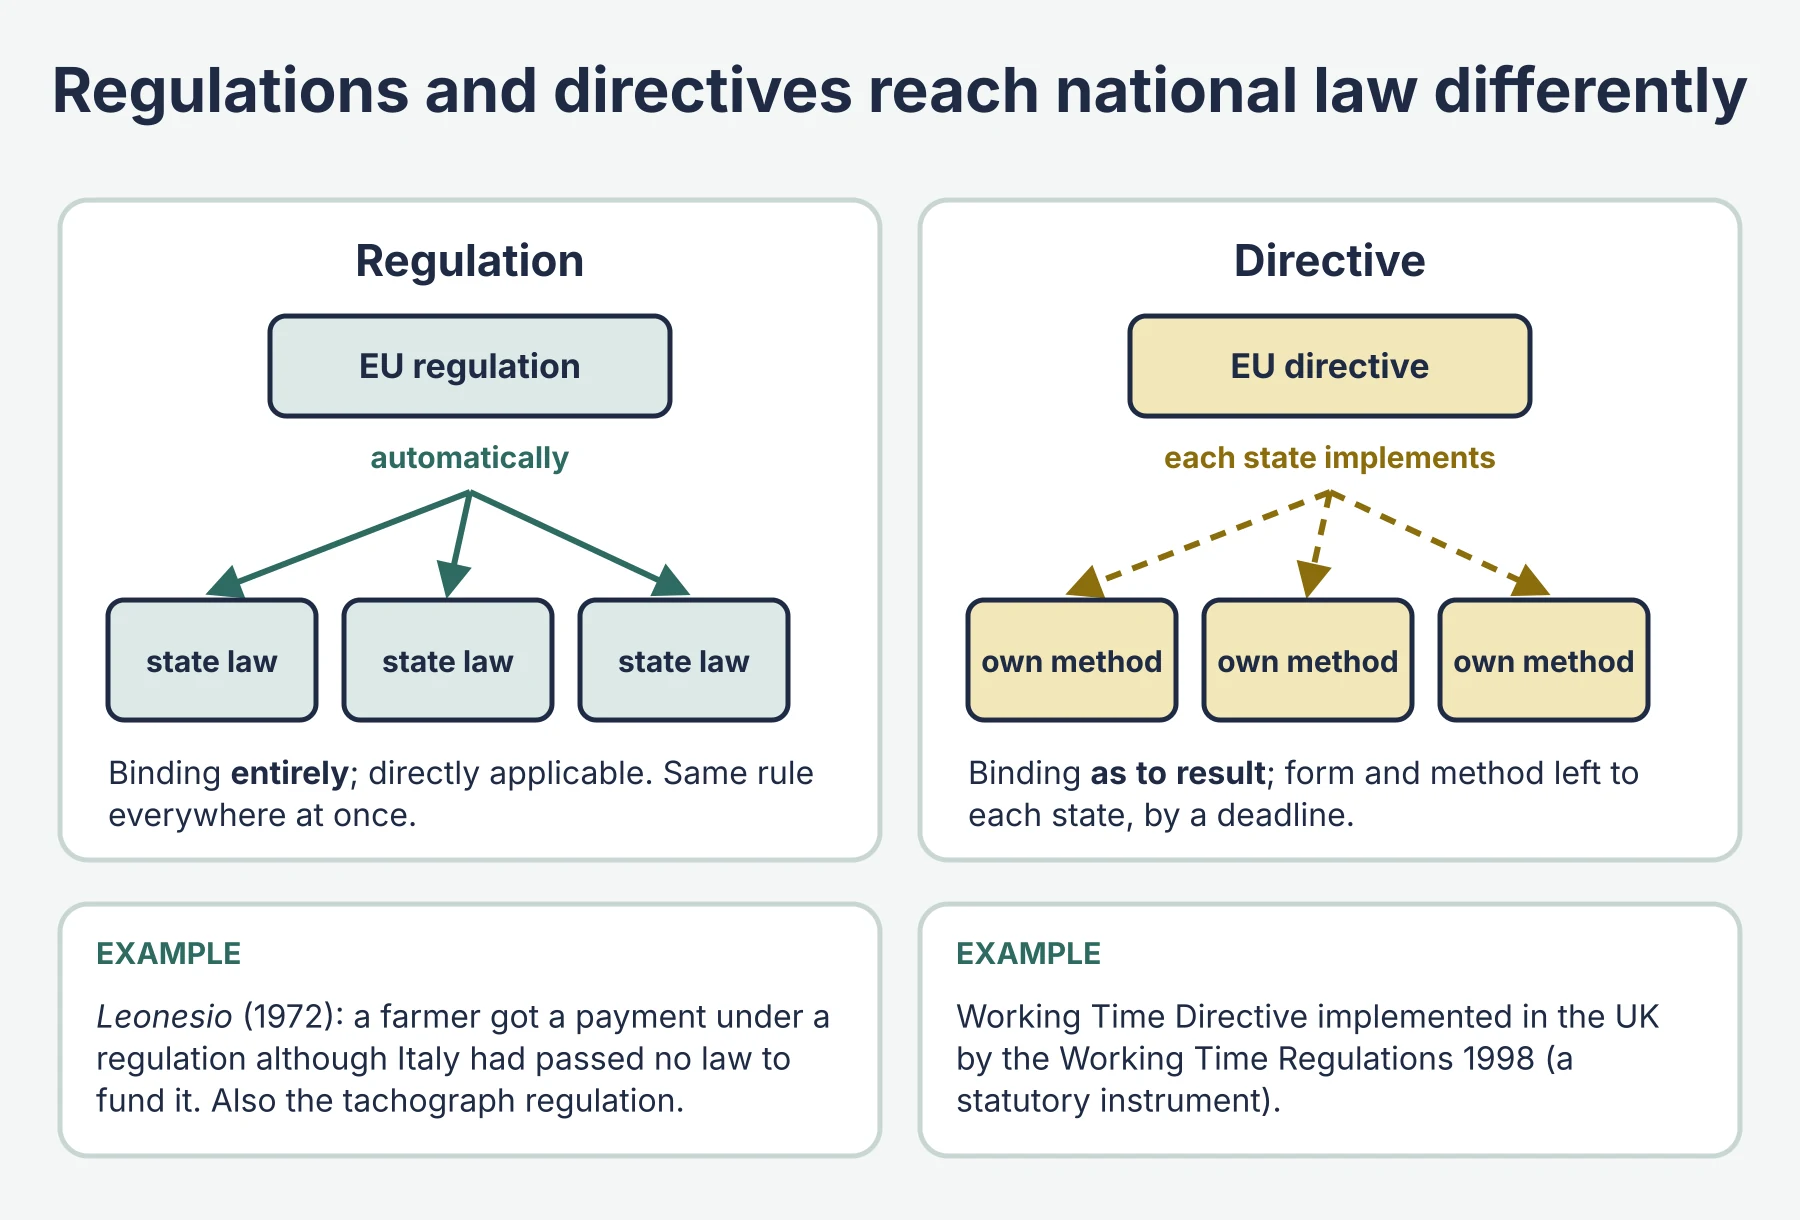 Regulations and directives reach national law differently
Regulation
EU regulation
automatically
state law
state law
state law
Binding entirely; directly applicable. Same rule
everywhere at once.
Directive
EU directive
each state implements
own method
own method
own method
Binding as to result; form and method left to
each state, by a deadline.
EXAMPLE
Leonesio (1972): a farmer got a payment under a
regulation although Italy had passed no law to
fund it. Also the tachograph regulation.
EXAMPLE
Working Time Directive implemented in the UK
by the Working Time Regulations 1998 (a
statutory instrument).